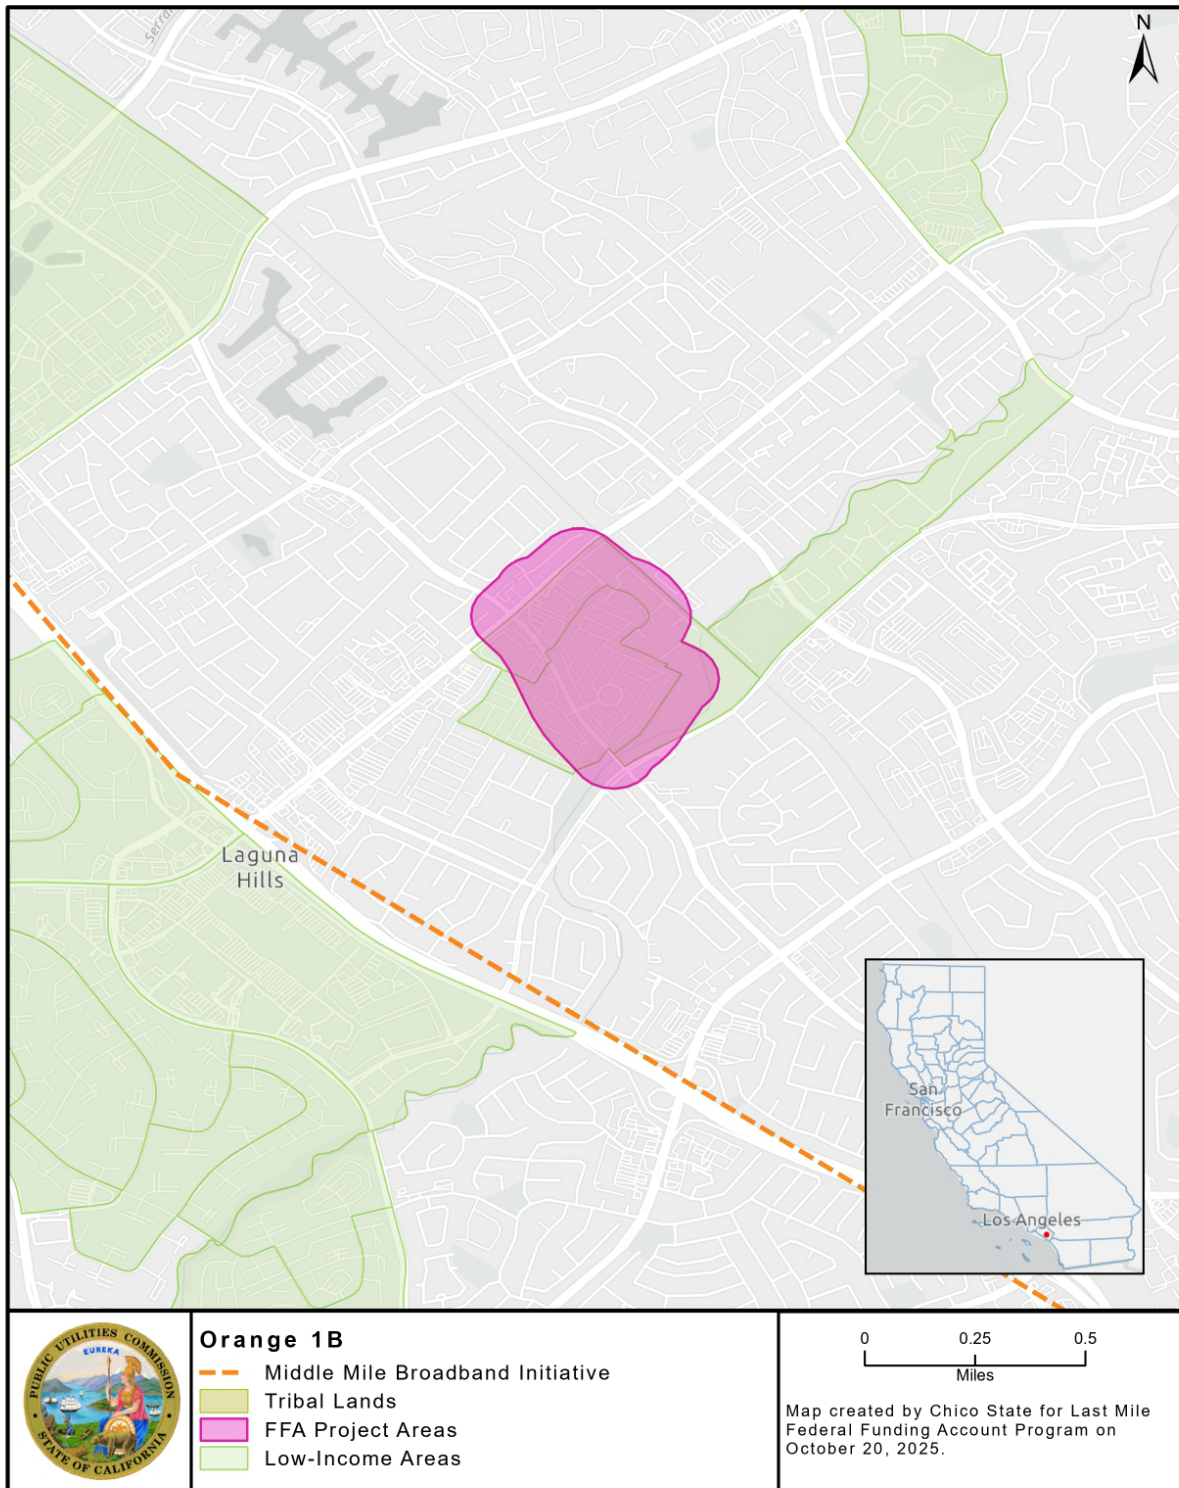 Serran
N
Laguna
Hills
San
Francisco
Los Angeles
PUBLIC UTILITIES COMMISSION
EUREKA
STATE OF CALIFORNIA
Orange 1B
Middle Mile Broadband Initiative
Tribal Lands
FFA Project Areas
Low-Income Areas
0 0.25 0.5
Miles
Map created by Chico State for Last Mile
Federal Funding Account Program on
October 20, 2025.